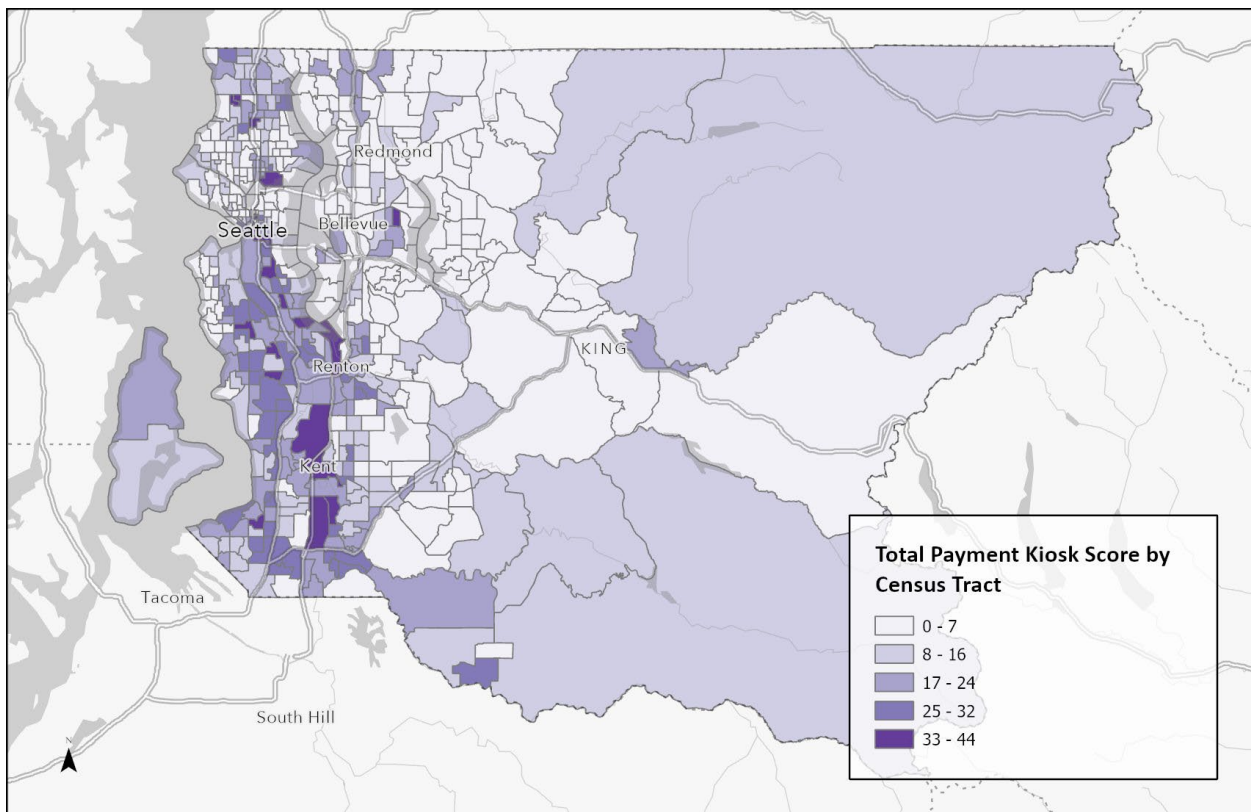 Redmond
Bellevue
Seattle
KING
Renton
Kent
Tacoma
South Hill
N
Total Payment Kiosk Score by
Census Tract
0 - 7
8 - 16
17 - 24
25 - 32
33 - 44